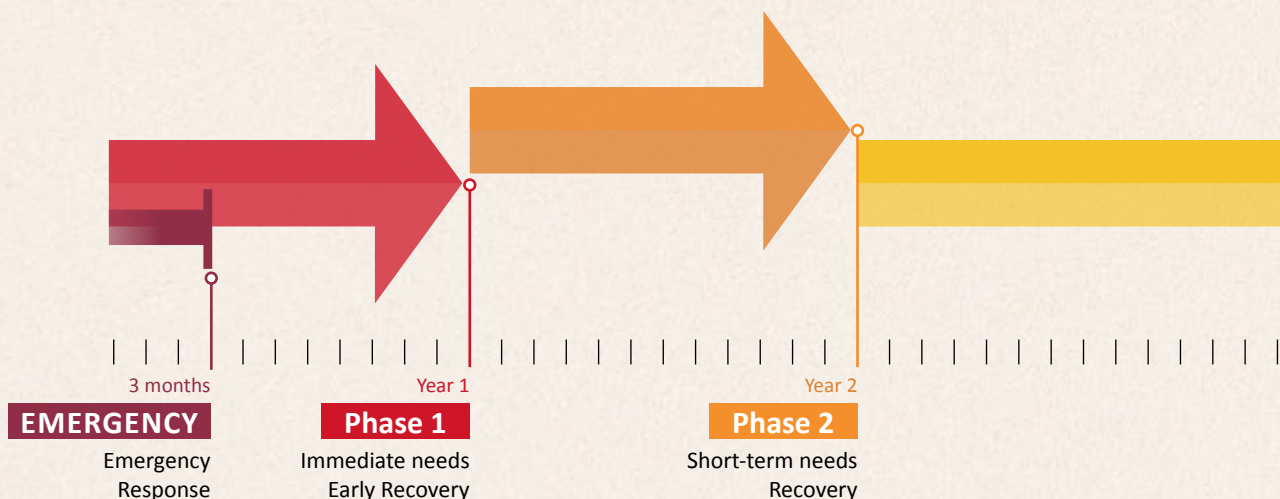 3 months
EMERGENCY
Emergency
Response
Year 1
Phase 1
Immediate needs
Early Recovery
Year 2
Phase 2
Short-term needs
Recovery